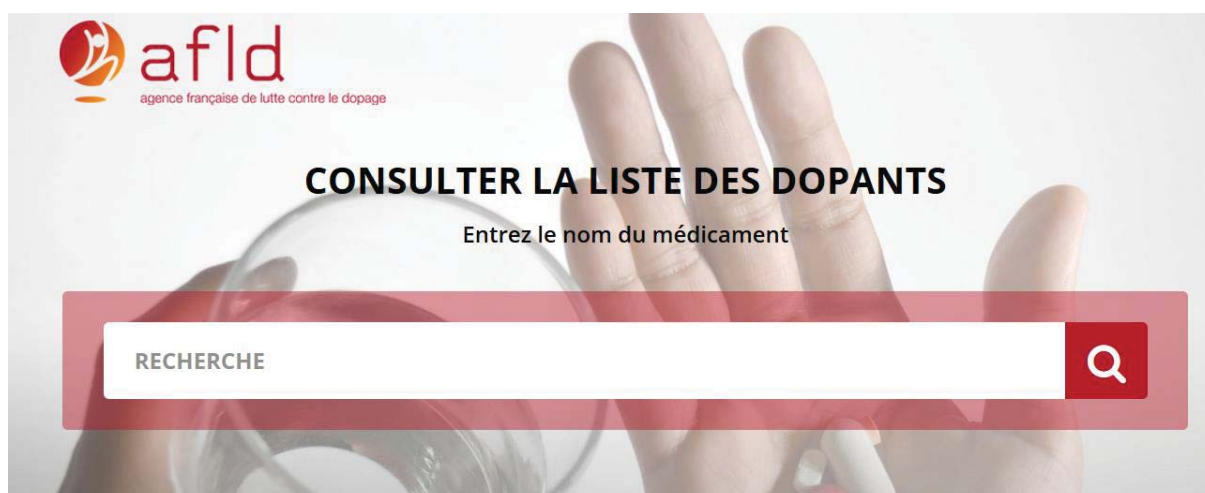 afld
agence française de lutte contre le dopage
CONSULTER LA LISTE DES DOPANTS
Entrez le nom du médicament
RECHERCHE